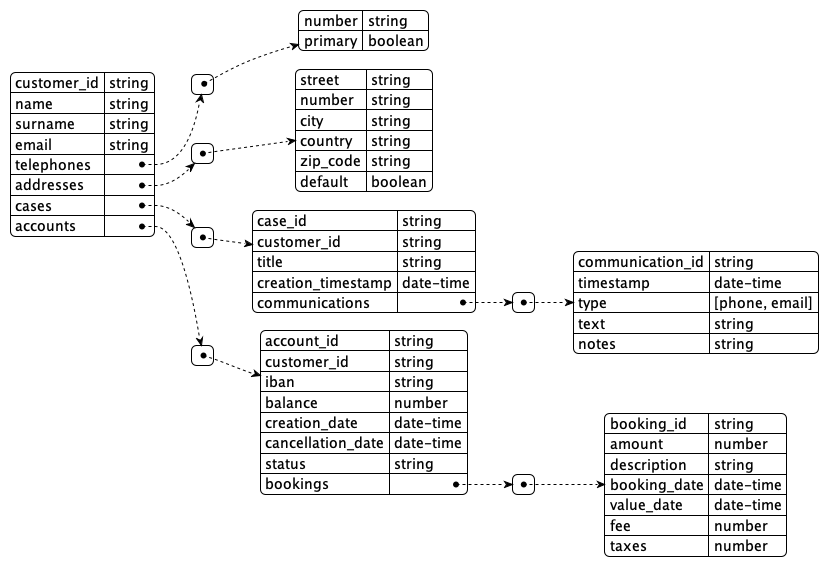 number string
primary boolean
customer_id string
name string
surname string
email string
telephones
addresses
cases
accounts
street string
number string
city string
country string
zip_code string
default boolean
case_id string
customer_id string
title string
creation_timestamp date-time
communications
communication_id string
timestamp date-time
type [phone, email]
text string
notes string
account_id string
customer_id string
iban string
balance number
creation_date date-time
cancellation_date date-time
status string
bookings
booking_id string
amount number
description string
booking_date date-time
value_date date-time
fee number
taxes number